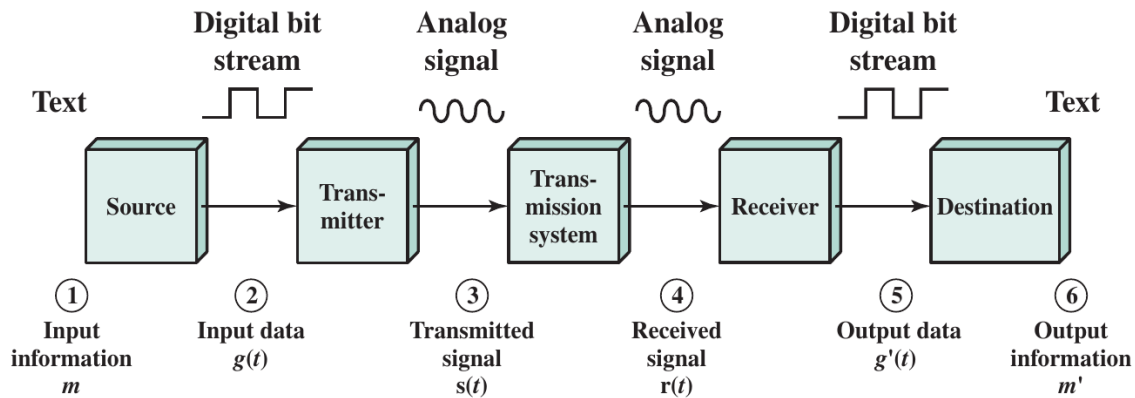 Digital bit
stream
Analog
signal
Analog
signal
Digital bit
stream
Text
Text
Source
Trans-
mitter
Trans-
mission
system
Receiver
Destination
1
Input
information
m
2
Input data
g(t)
3
Transmitted
signal
s(t)
4
Received
signal
r(t)
5
Output data
g'(t)
6
Output
information
m'